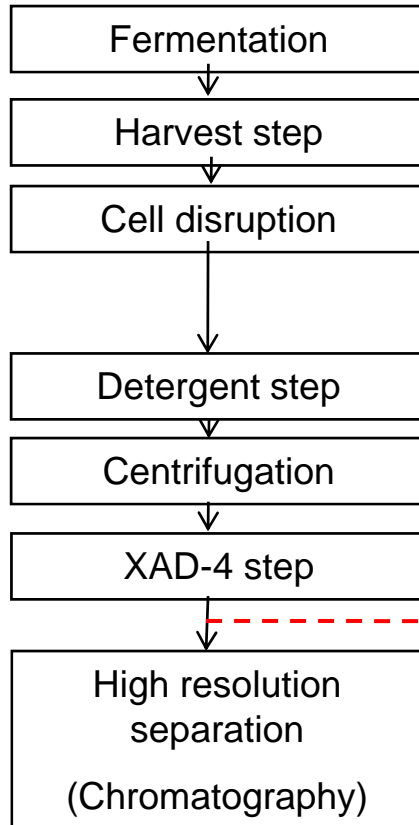 Fermentation
Harvest step
Cell disruption
Detergent step
Centrifugation
XAD-4 step
High resolution
separation
(Chromatography)